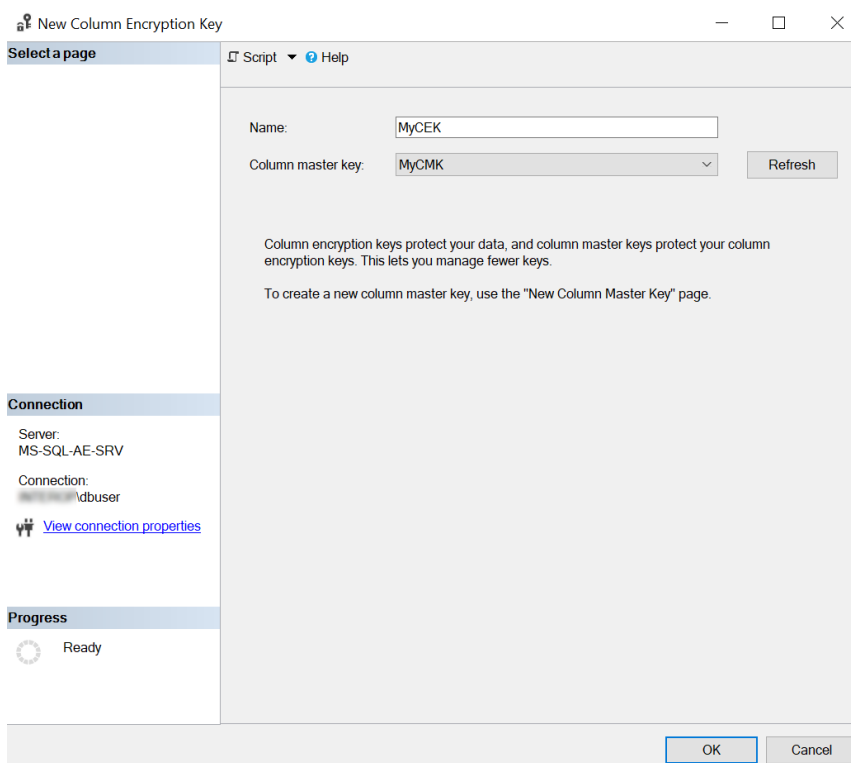 New Column Encryption Key
Select a page
Script
Help
Name:
MyCEK
Column master key:
MyCMK
Refresh
Column encryption keys protect your data, and column master keys protect your column
encryption keys. This lets you manage fewer keys.
To create a new column master key, use the "New Column Master Key" page.
Connection
Server:
MS-SQL-AE-SRV
Connection:
\dbuser
View connection properties
Progress
Ready
OK
Cancel